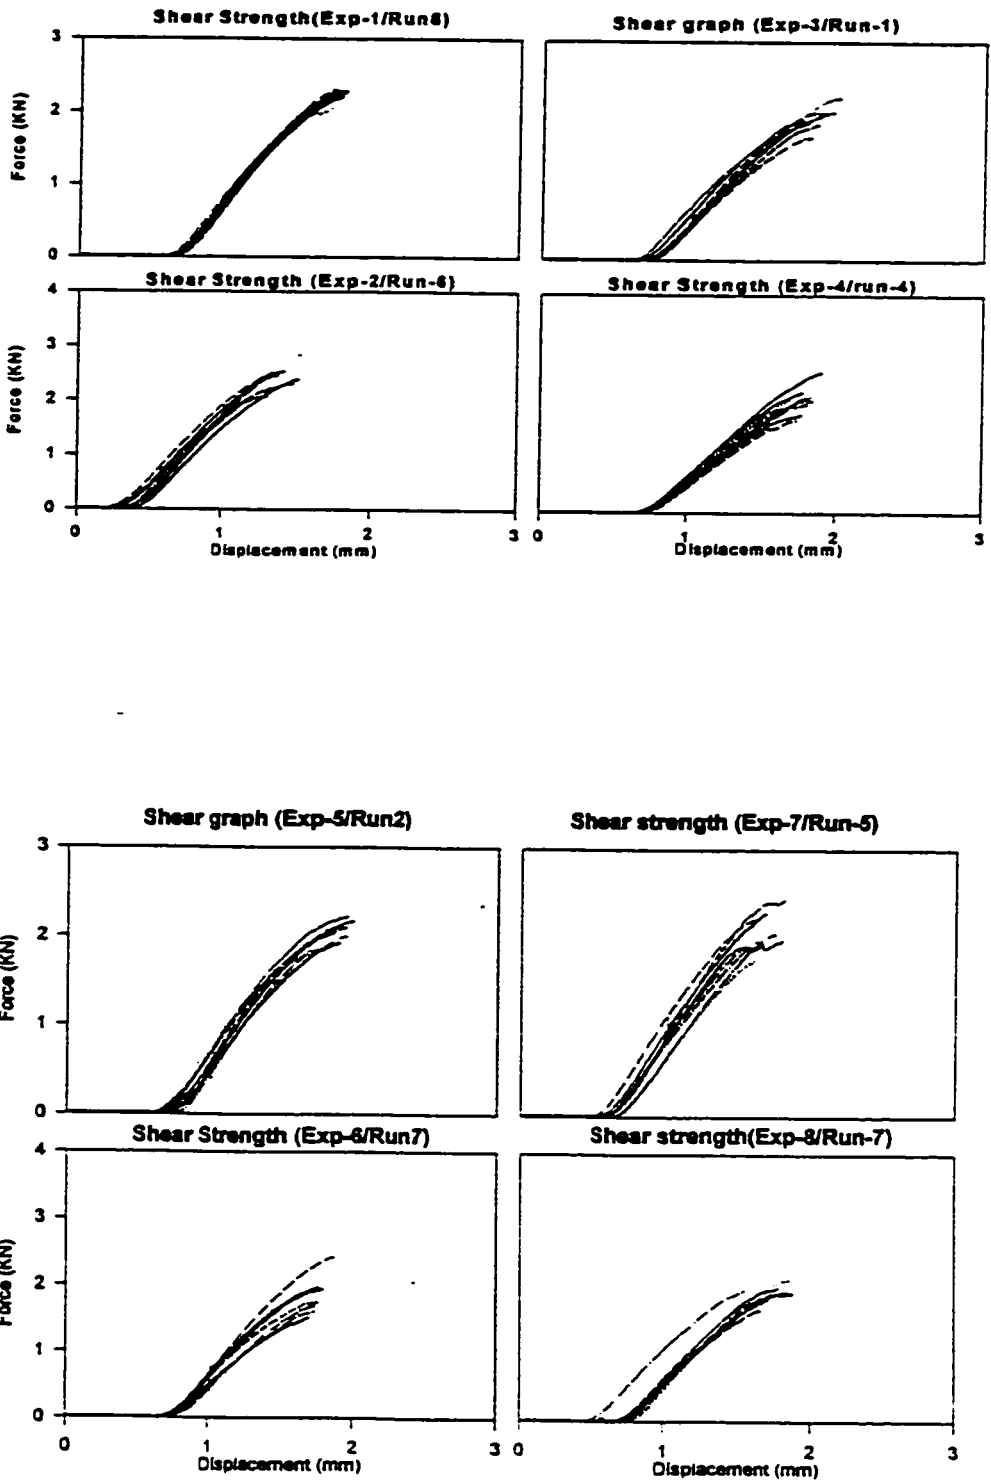 Shear Strength(Exp-1/Run8)
Shear graph (Exp-3/Run-1)
3
2
1
0
Force (KN)
Shear Strength (Exp-2/Run-6)
Shear Strength (Exp-4/run-4)
4
3
2
1
0
Force (KN)
0 1 2 3
0 1 2 3
Displacement (mm)
Displacement (mm)
Shear graph (Exp-5/Run2)
Shear strength (Exp-7/Run-5)
3
2
1
0
Force (KN)
Shear Strength (Exp-6/Run7)
Shear strength(Exp-8/Run-7)
4
3
2
1
0
Force (KN)
0 1 2 3
0 1 2 3
Displacement (mm)
Displacement (mm)